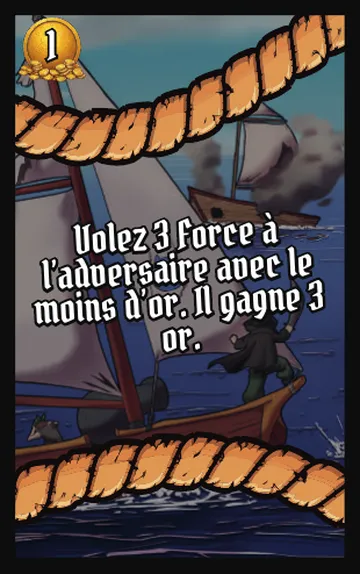 1
Volez 3 Force à
l'adversaire avec le
moins d'or. Il gagne 3
or.